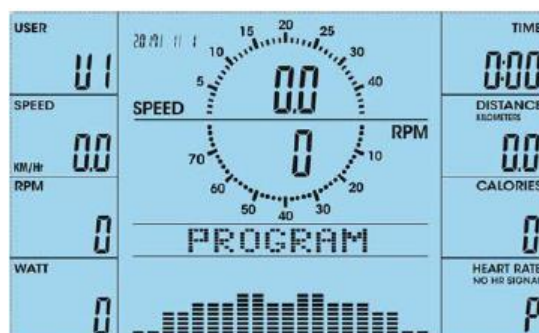 USER
U1
SPEED
KM/Hr
0.0
RPM
0
WATT
0
5
10
15
20
25
30
40
SPEED
0.0
0
RPM
70
60
50
40
30
20
10
PROGRAM
TIME
0:00
DISTANCE
KILOMETERS
0.0
CALORIES
0
HEART RATE
NO HR SIGNAL
P